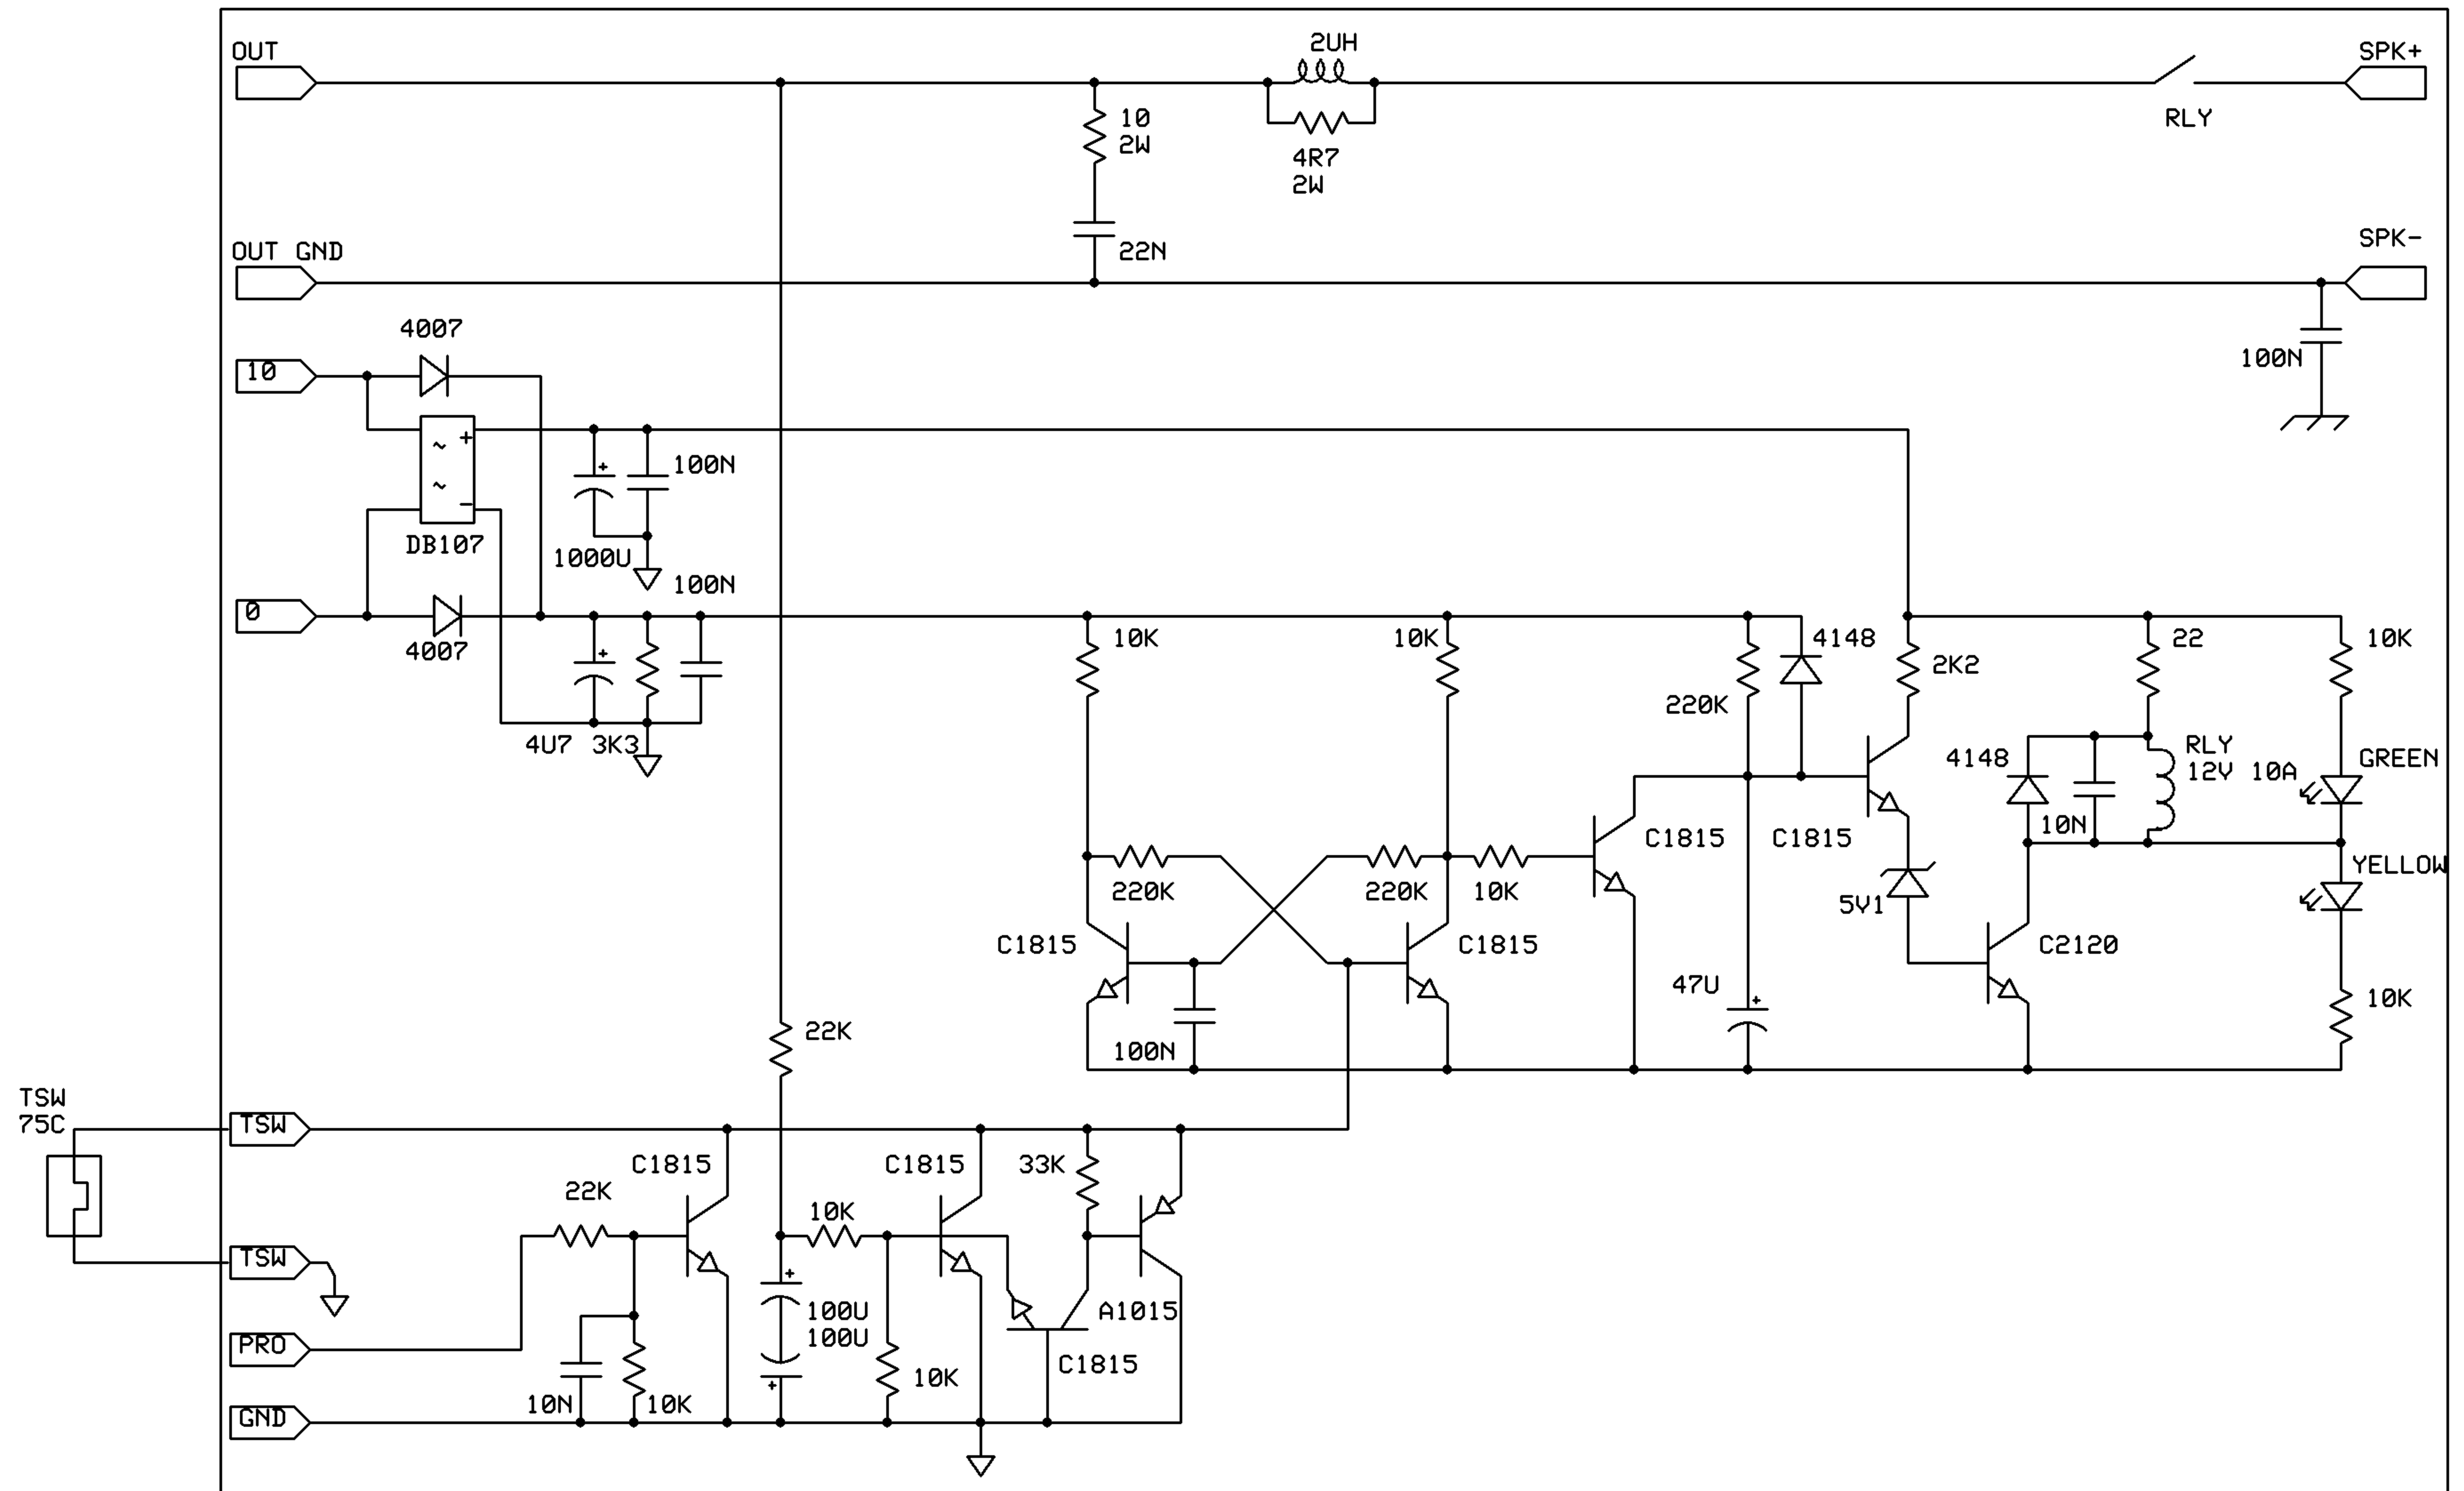 OUT
2UH
SPK+
10
2W
RLY
4R7
2W
OUT GND
22N
SPK-
4007
10
100N
~
+
100N
~
-
DB107
1000U
100N
0
4007
10K
10K
4148
2K2
22
10K
220K
4U7
3K3
4148
RLY
12V 10A
GREEN
10N
C1815
C1815
YELLOW
220K
220K
10K
5V1
C1815
C1815
C2120
47U
10K
22K
100N
TSW
75C
TSW
C1815
C1815
33K
22K
10K
TSW
100U
100U
A1015
PRO
C1815
10K
10N
10K
GND